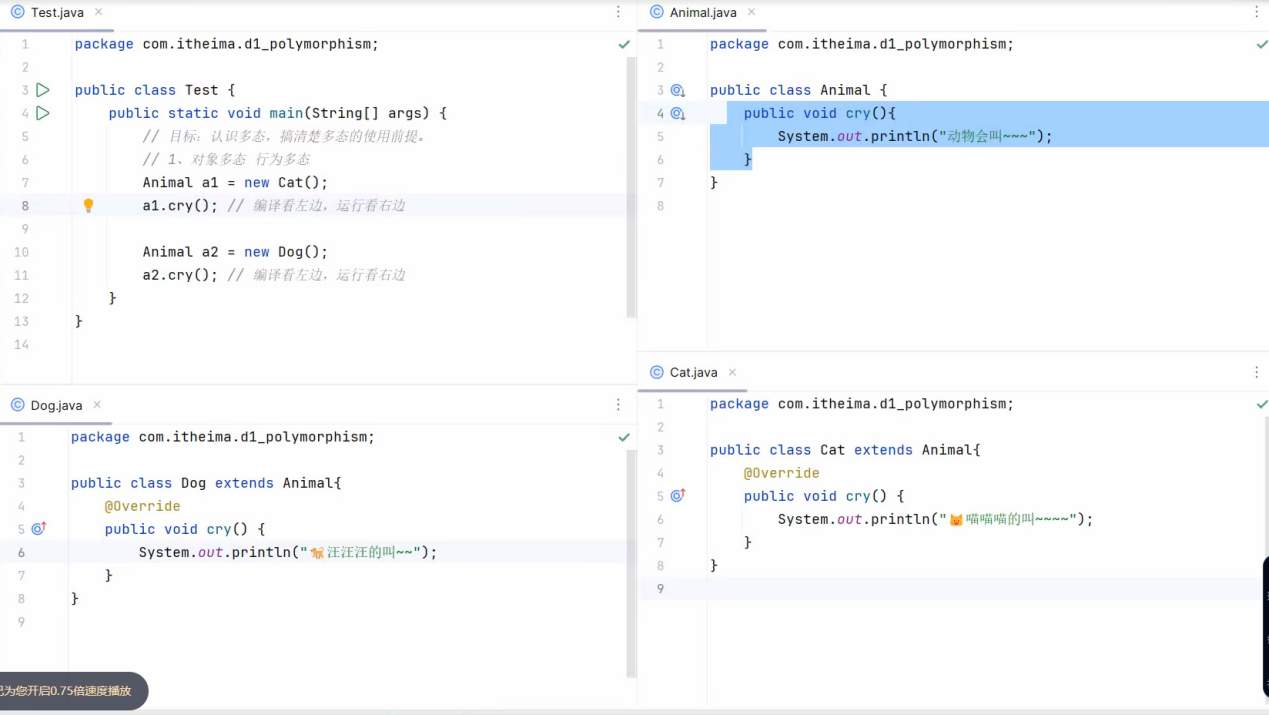 Test.java
1 package com.itheima.d1_polymorphism;
2
3 public class Test {
4 public static void main(String[] args) {
5 // 目标：认识多态，搞清楚多态的使用前提。
6 // 1、对象多态 行为多态
7 Animal a1 = new Cat();
8 a1.cry(); // 编译看左边，运行看右边
9
10 Animal a2 = new Dog();
11 a2.cry(); // 编译看左边，运行看右边
12 }
13 }
14
Animal.java
1 package com.itheima.d1_polymorphism;
2
3 public class Animal {
4 public void cry(){
5 System.out.println("动物会叫~~~");
6 }
7 }
8
Dog.java
1 package com.itheima.d1_polymorphism;
2
3 public class Dog extends Animal{
4 @Override
5 public void cry() {
6 System.out.println("🐕汪汪汪的叫~~");
7 }
8 }
9
Cat.java
1 package com.itheima.d1_polymorphism;
2
3 public class Cat extends Animal{
4 @Override
5 public void cry() {
6 System.out.println("🐱喵喵喵的叫~~~~");
7 }
8 }
9
已为您开启0.75倍速度播放